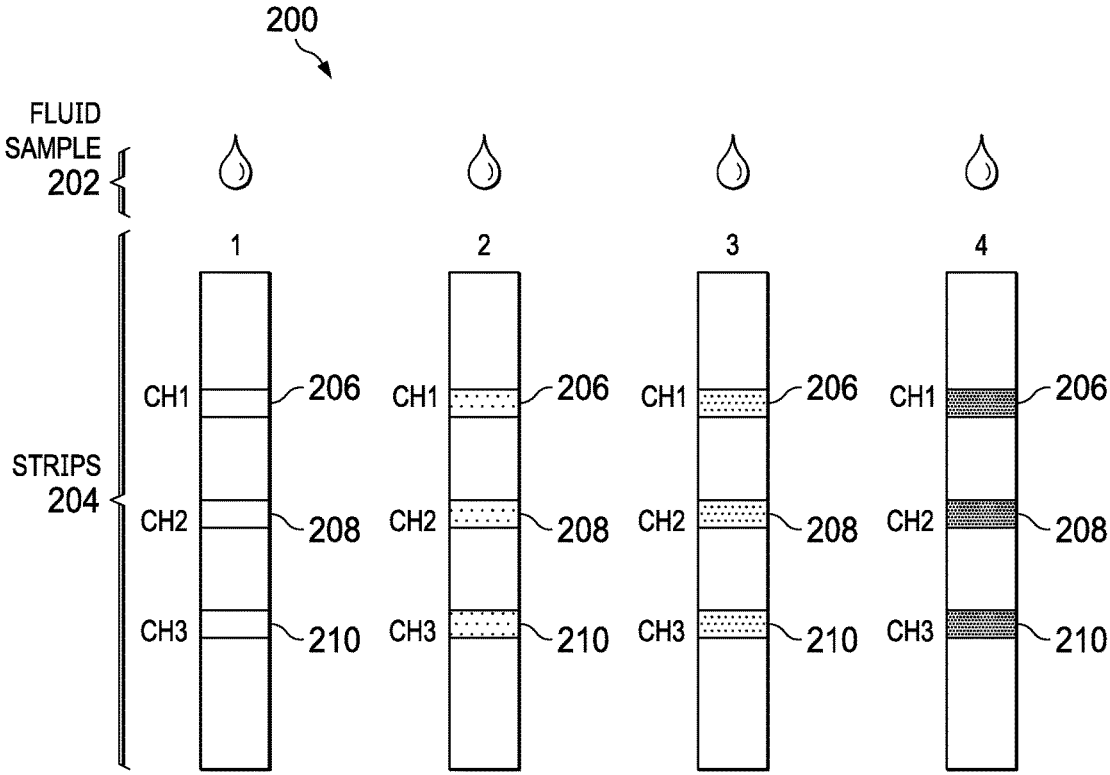 200
FLUID
SAMPLE
202
1 2 3 4
CH1 206 CH1 206 CH1 206 CH1 206
STRIPS
204
CH2 208 CH2 208 CH2 208 CH2 208
CH3 210 CH3 210 CH3 210 CH3 210